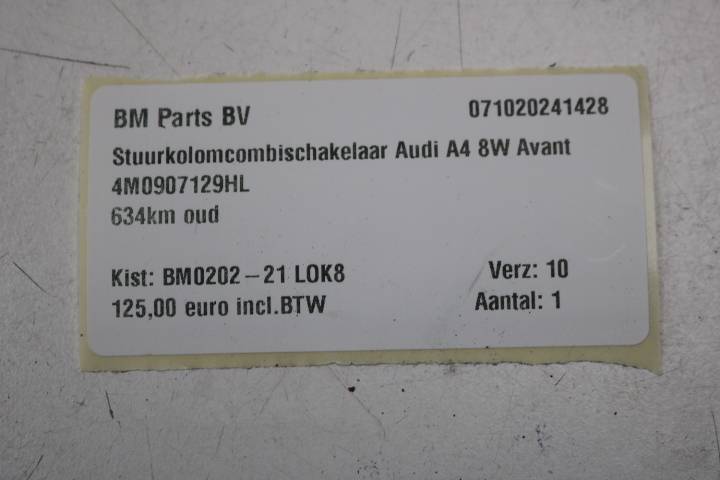 BM Parts BV 071020241428
Stuurkolomcombischakelaar Audi A4 8W Avant
4M0907129HL
634km oud
Kist: BM0202-21 LOK8 Verz: 10
125,00 euro incl.BTW Aantal: 1